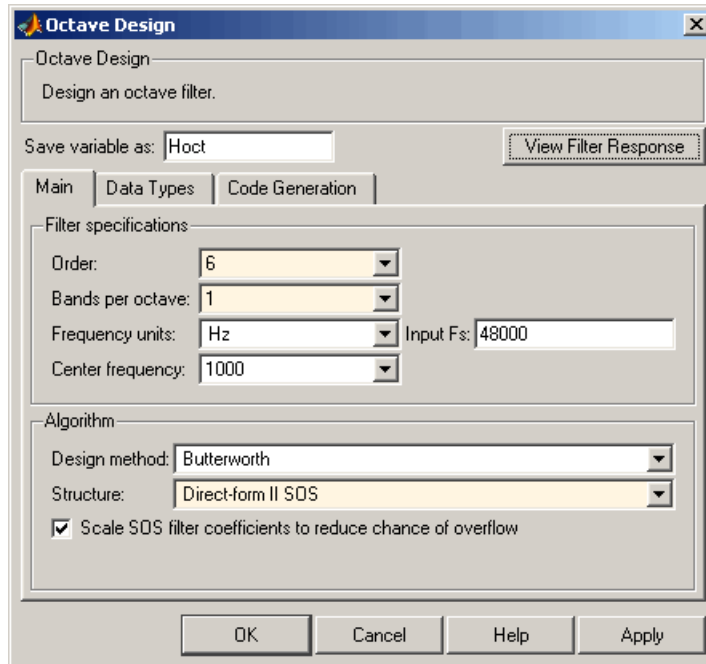 Octave Design
Octave Design
Design an octave filter.
Save variable as: Hoct View Filter Response
Main Data Types Code Generation
Filter specifications
Order: 6
Bands per octave: 1
Frequency units: Hz Input Fs: 48000
Center frequency: 1000
Algorithm
Design method: Butterworth
Structure: Direct-form II SOS
Scale SOS filter coefficients to reduce chance of overflow
OK Cancel Help Apply